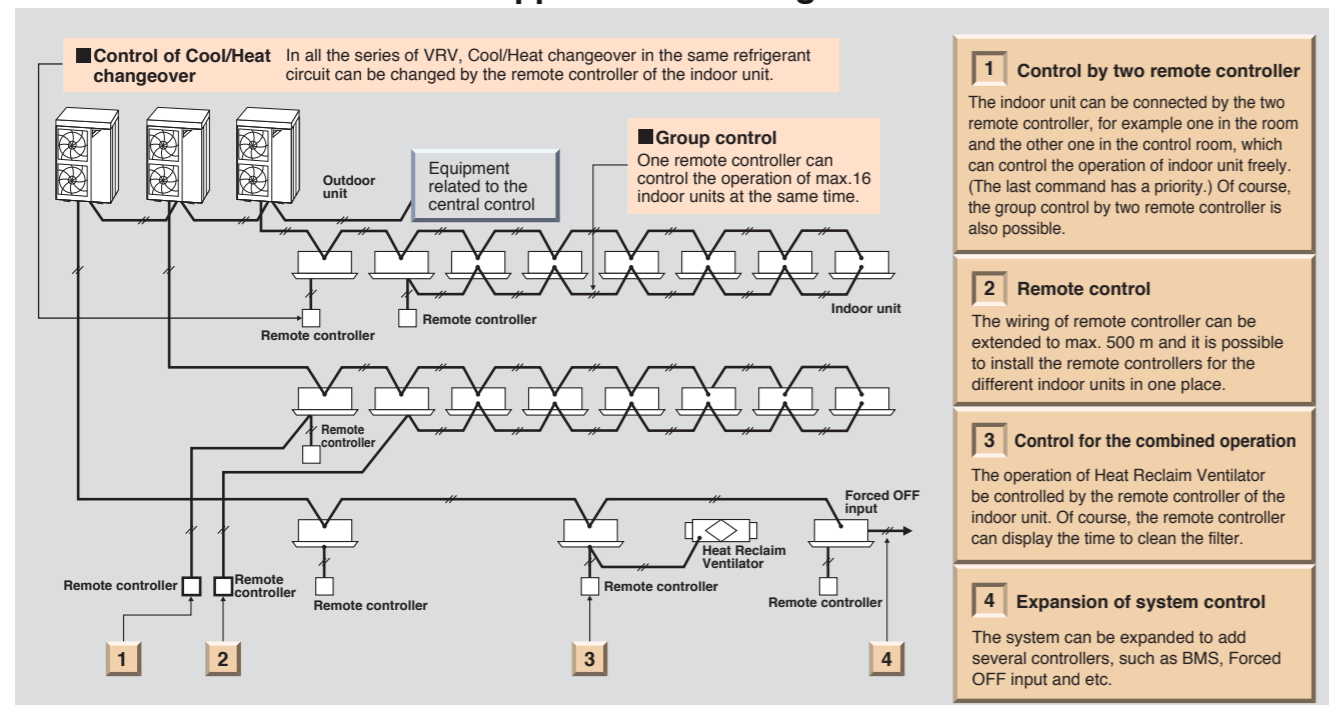 ■Control of Cool/Heat
changeover
In all the series of VRV, Cool/Heat changeover in the same refrigerant
circuit can be changed by the remote controller of the indoor unit.
■Group control
One remote controller can
control the operation of max.16
indoor units at the same time.
Equipment
related to the
central control
Outdoor
unit
Indoor unit
Remote controller
Remote controller
Remote
controller
Forced OFF
input
Heat Reclaim
Ventilator
Remote controller
Remote
controller
Remote controller
Remote controller
Remote controller
1
2
3
4
1 Control by two remote controller
The indoor unit can be connected by the two
remote controller, for example one in the room
and the other one in the control room, which
can control the operation of indoor unit freely.
(The last command has a priority.) Of course,
the group control by two remote controller is
also possible.
2 Remote control
The wiring of remote controller can be
extended to max. 500 m and it is possible
to install the remote controllers for the
different indoor units in one place.
3 Control for the combined operation
The operation of Heat Reclaim Ventilator
be controlled by the remote controller of the
indoor unit. Of course, the remote controller
can display the time to clean the filter.
4 Expansion of system control
The system can be expanded to add
several controllers, such as BMS, Forced
OFF input and etc.